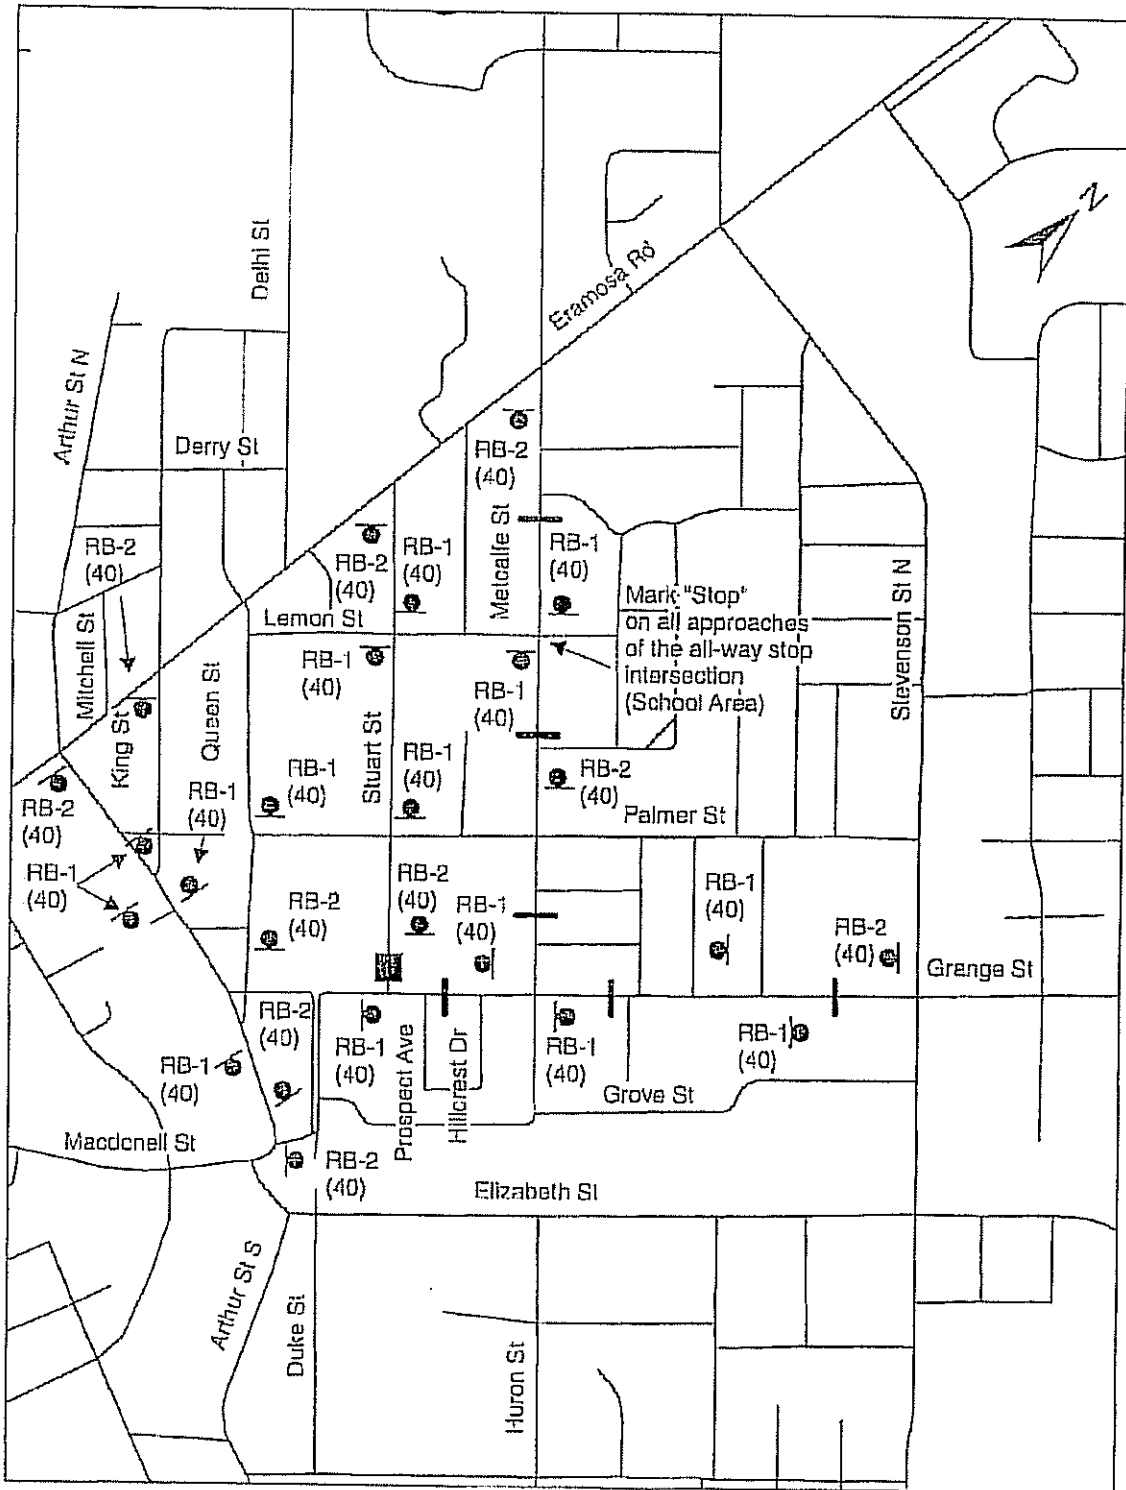 N
Delhi St
Eramosa Rd
Arthur St N
Derry St
RB-2
(40)
RB-2
(40)
RB-2
(40)
RB-1
(40)
Metcalfe St
RB-1
(40)
Mark "Stop"
on all approaches
of the all-way stop
intersection
(School Area)
Stevenson St N
Lemon St
Mitchell St
King St
Queen St
RB-1
(40)
Stuart St
RB-1
(40)
RB-1
(40)
RB-1
(40)
RB-1
(40)
RB-2
(40)
RB-2
(40)
Palmer St
RB-1
(40)
RB-2
(40)
RB-2
(40)
RB-1
(40)
RB-1
(40)
RB-2
(40)
Grange St
RB-2
(40)
RB-1
(40)
RB-1
(40)
Prospect Ave
Hillcrest Dr
RB-1
(40)
RB-1
(40)
Grove St
Macdonell St
RB-2
(40)
Elizabeth St
Arthur St S
Duke St
Huron St